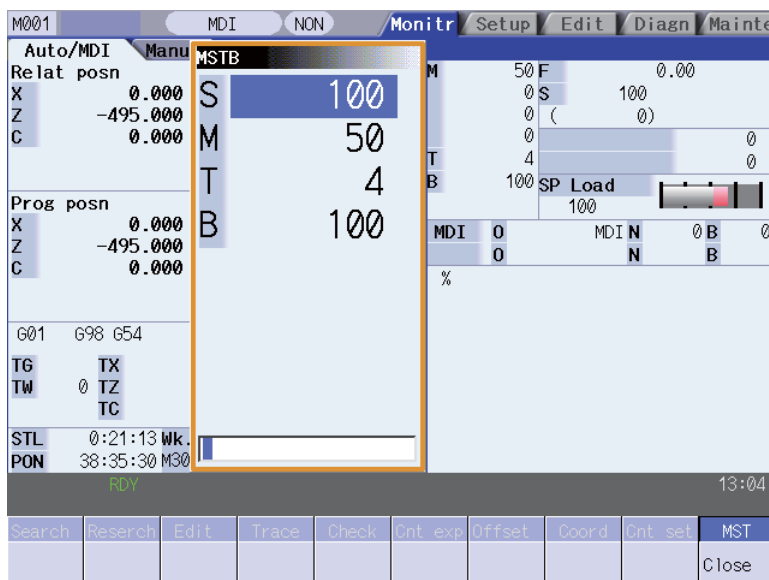 M001 MDI NON Monitr Setup Edit Diagn Mainte
Auto/MDI Manu
Relat posn
X 0.000
Z -495.000
C 0.000
Prog posn
X 0.000
Z -495.000
C 0.000
G01 G98 G54
TG TX
TW 0 TZ
TC
STL 0:21:13 Wk.
PON 38:35:30 M30
MSTB
S 100
M 50
T 4
B 100
M 50 F 0.00
0 S 100
0 ( 0)
0 0
T 4 0
B 100 SP Load
100
MDI O MDI N 0 B 0
O N B
%
RDY 13:04
Search Reserch Edit Trace Check Cnt exp Offset Coord Cnt set MST
Close